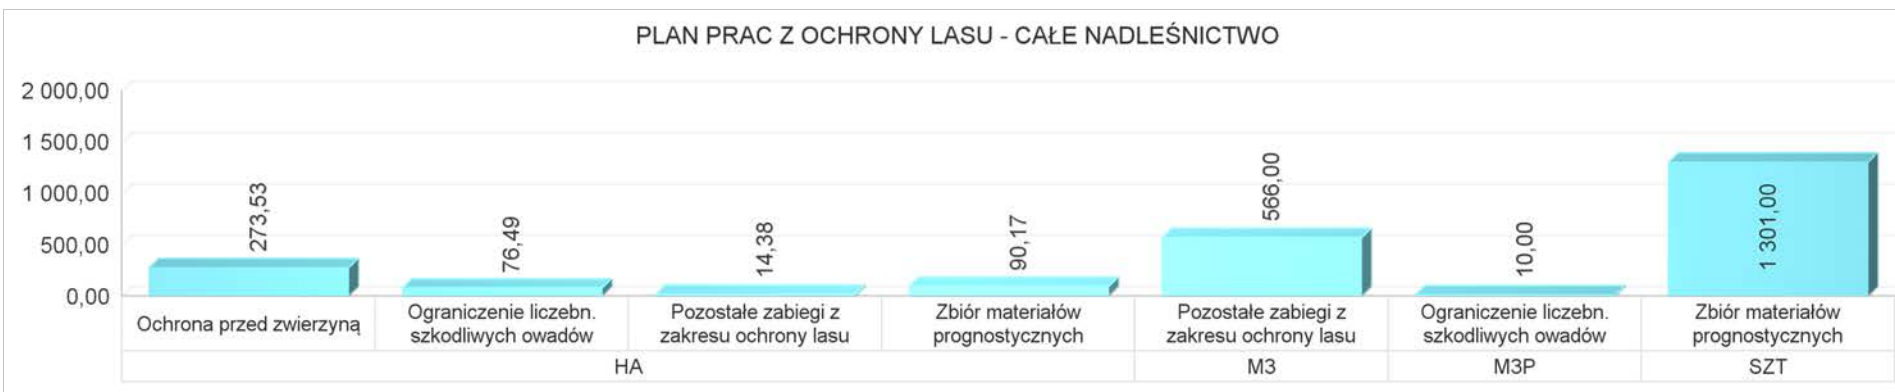 PLAN PRAC Z OCHRONY LASU - CAŁE NADLEŚNICTWO
2 000,00
1 500,00
1 000,00
500,00
0,00
273,53
76,49
14,38
90,17
566,00
10,00
1 301,00
Ochrona przed zwierzyną
Ograniczenie liczebn.
szkodliwych owadów
Pozostałe zabiegi z
zakresu ochrony lasu
Zbiór materiałów
prognostycznych
Pozostałe zabiegi z
zakresu ochrony lasu
Ograniczenie liczebn.
szkodliwych owadów
Zbiór materiałów
prognostycznych
HA
M3
M3P
SZT